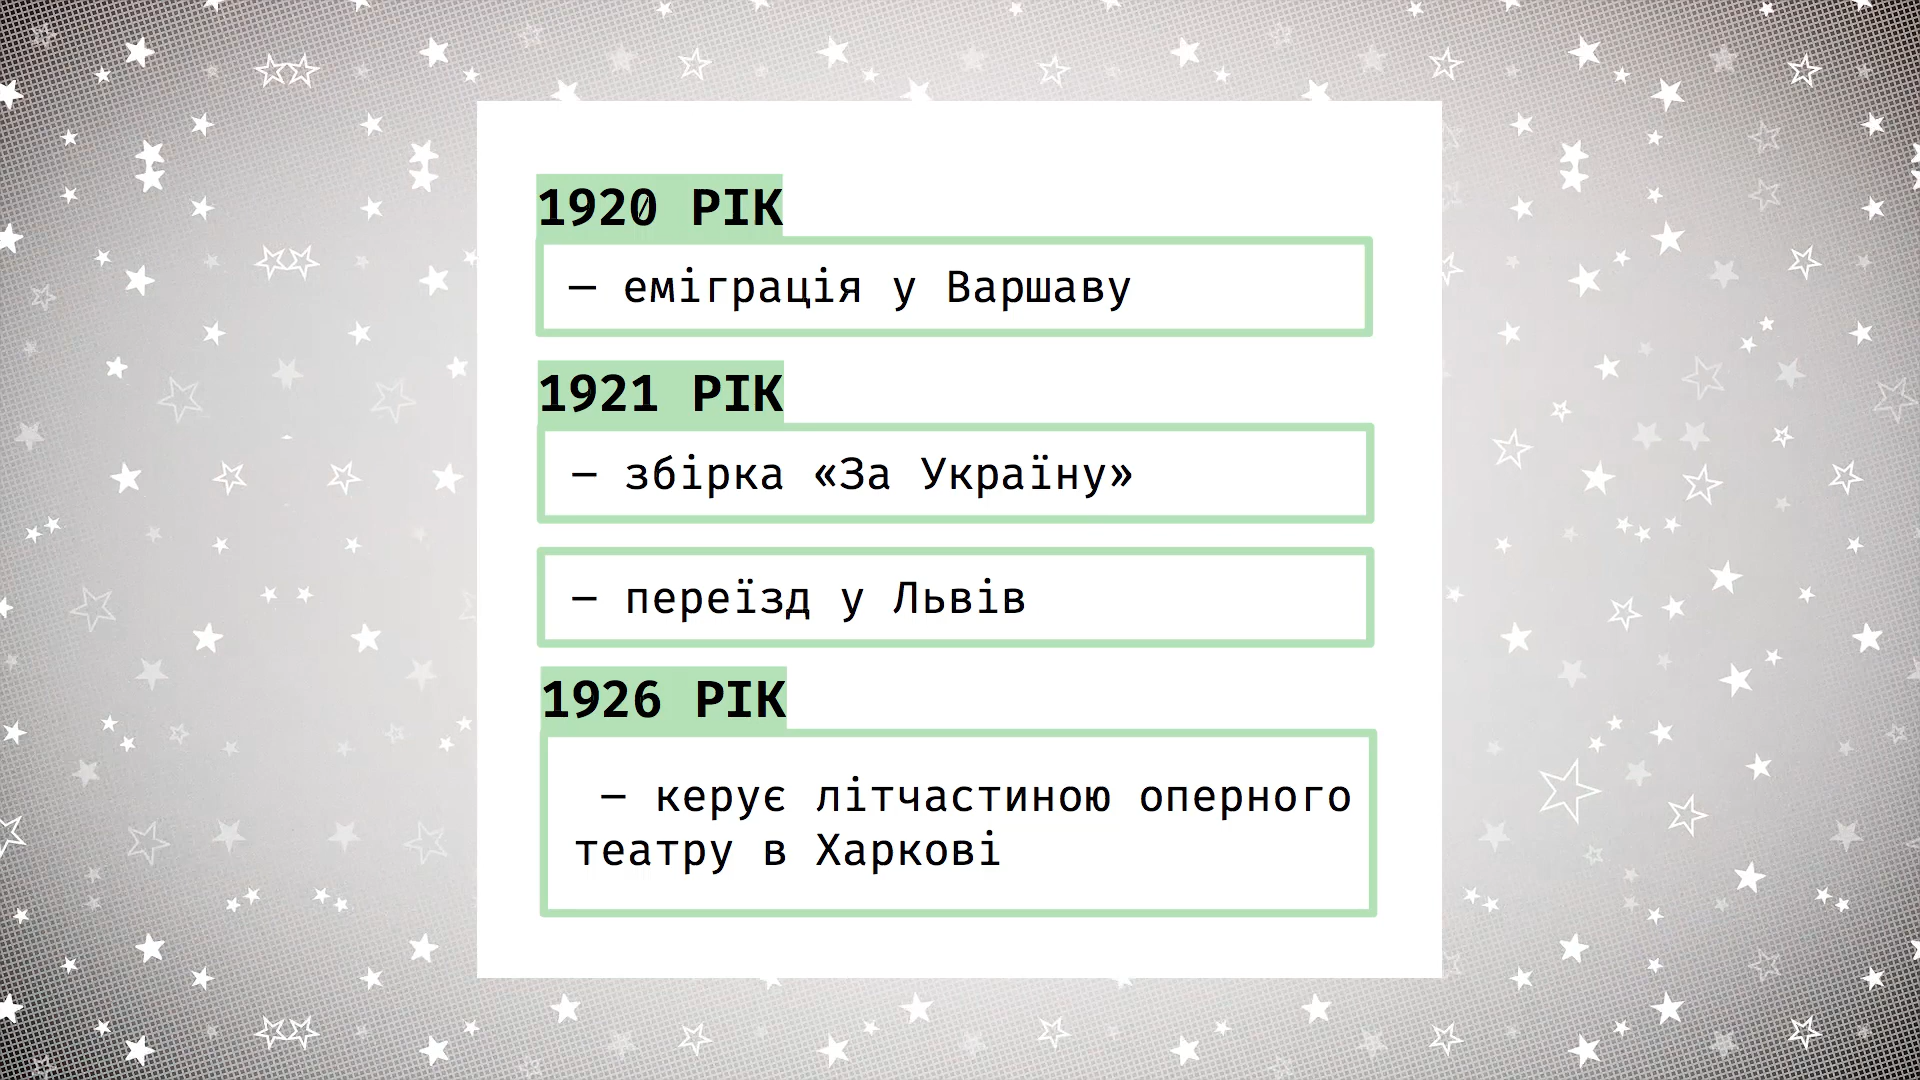 1920 РІК
— еміграція у Варшаву
1921 РІК
— збірка «За Україну»
— переїзд у Львів
1926 РІК
— керує літчастиною оперного
театру в Харкові